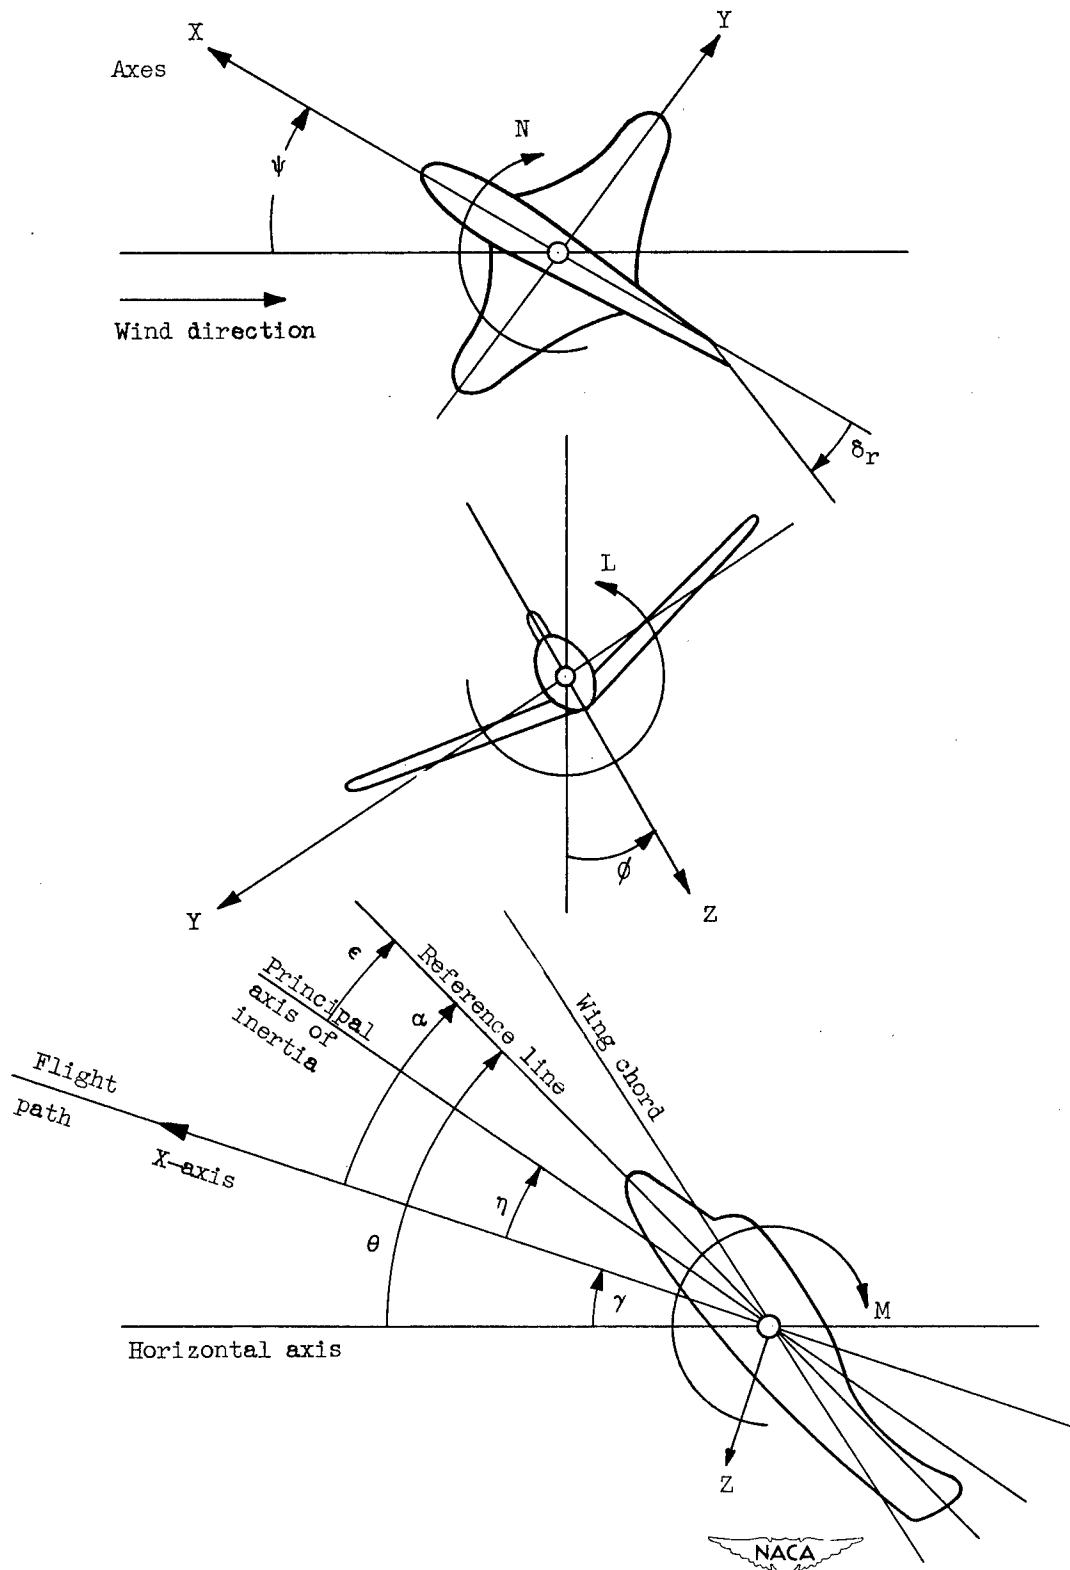 X
Y
Axes
N
ψ
Wind direction
δr
L
ϕ
Z
Y
ϵ
Reference line
Principal
axis of
inertia
α
Wing chord
Flight
path
X-axis
η
θ
γ
M
Horizontal axis
Z
NACA